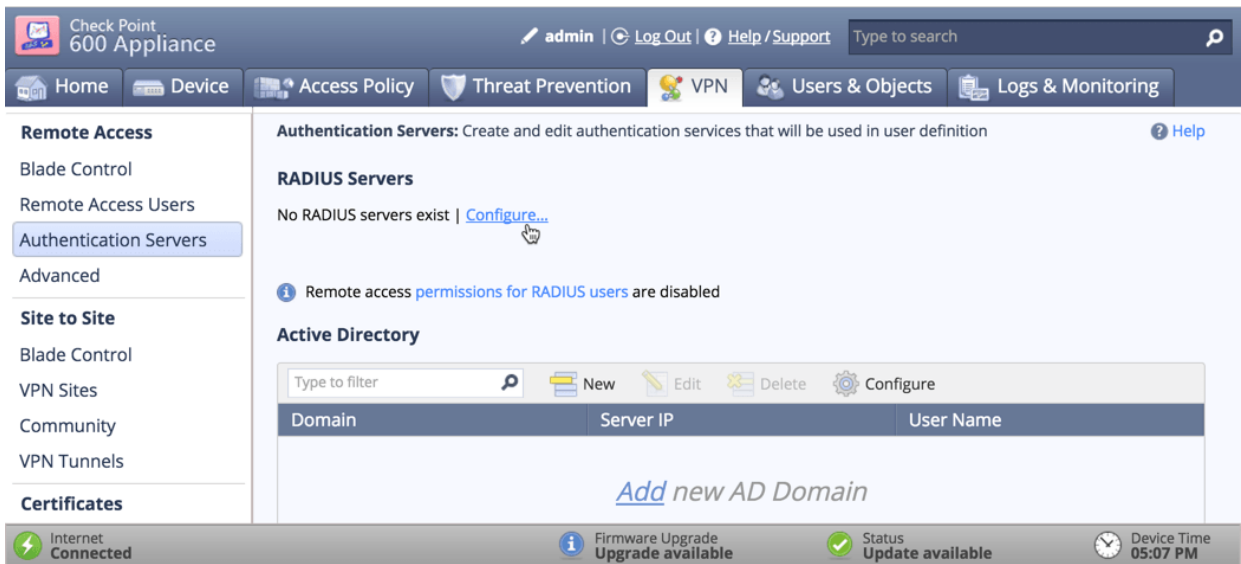 Check Point
600 Appliance
admin | Log Out | Help / Support
Type to search
Home
Device
Access Policy
Threat Prevention
VPN
Users & Objects
Logs & Monitoring
Remote Access
Blade Control
Remote Access Users
Authentication Servers
Advanced
Site to Site
Blade Control
VPN Sites
Community
VPN Tunnels
Certificates
Authentication Servers: Create and edit authentication services that will be used in user definition
Help
RADIUS Servers
No RADIUS servers exist | Configure...
Remote access permissions for RADIUS users are disabled
Active Directory
Type to filter
New
Edit
Delete
Configure
Domain
Server IP
User Name
Add new AD Domain
Internet
Connected
Firmware Upgrade
Upgrade available
Status
Update available
Device Time
05:07 PM